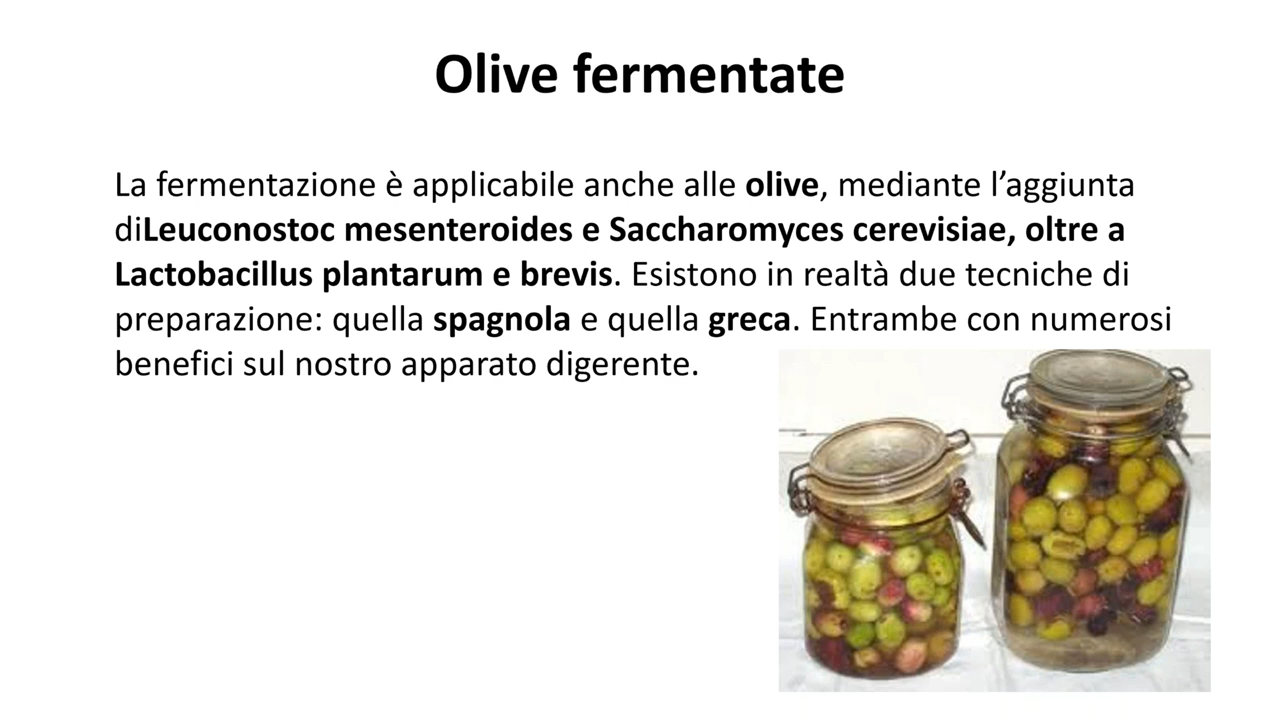 Olive fermentate
La fermentazione è applicabile anche alle olive, mediante l’aggiunta
diLeuconostoc mesenteroides e Saccharomyces cerevisiae, oltre a
Lactobacillus plantarum e brevis. Esistono in realtà due tecniche di
preparazione: quella spagnola e quella greca. Entrambe con numerosi
benefici sul nostro apparato digerente.